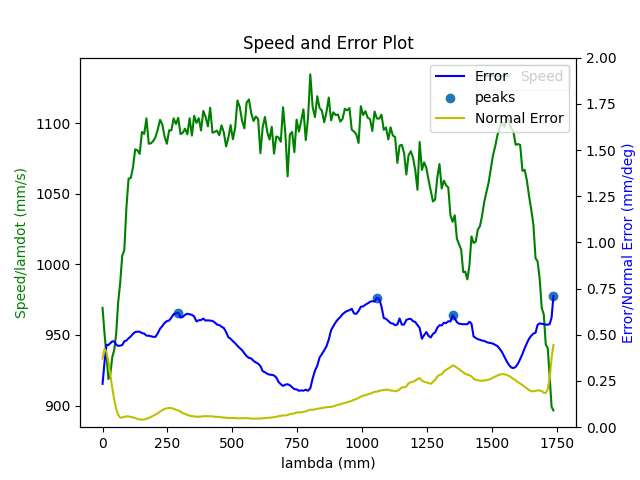 Speed and Error Plot
Error
Speed
peaks
Normal Error
Speed/lamdot (mm/s)
1100
1050
1000
950
900
2.00
1.75
1.50
1.25
1.00
0.75
0.50
0.25
0.00
Error/Normal Error (mm/deg)
0
250
500
750
1000
1250
1500
1750
lambda (mm)